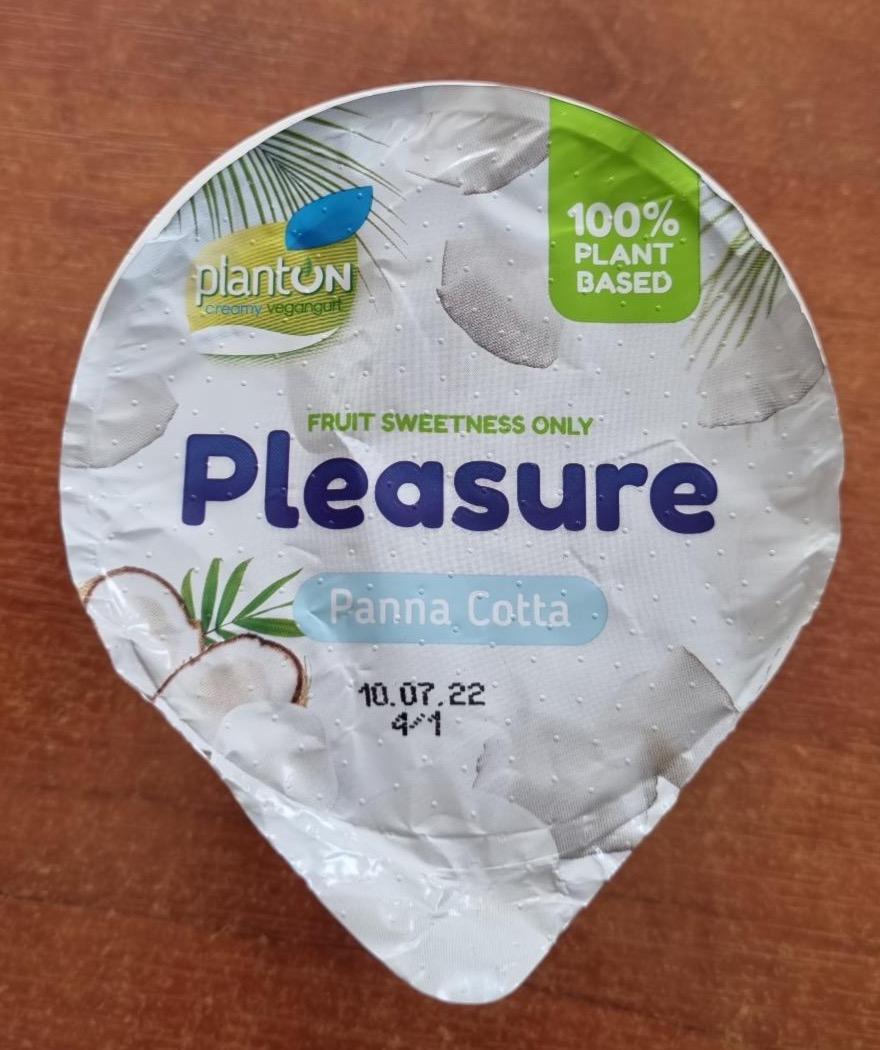 100%
PLANT
BASED
plantON
creamy vegangurt
FRUIT SWEETNESS ONLY
Pleasure
Panna Cotta
10.07.22
4/1